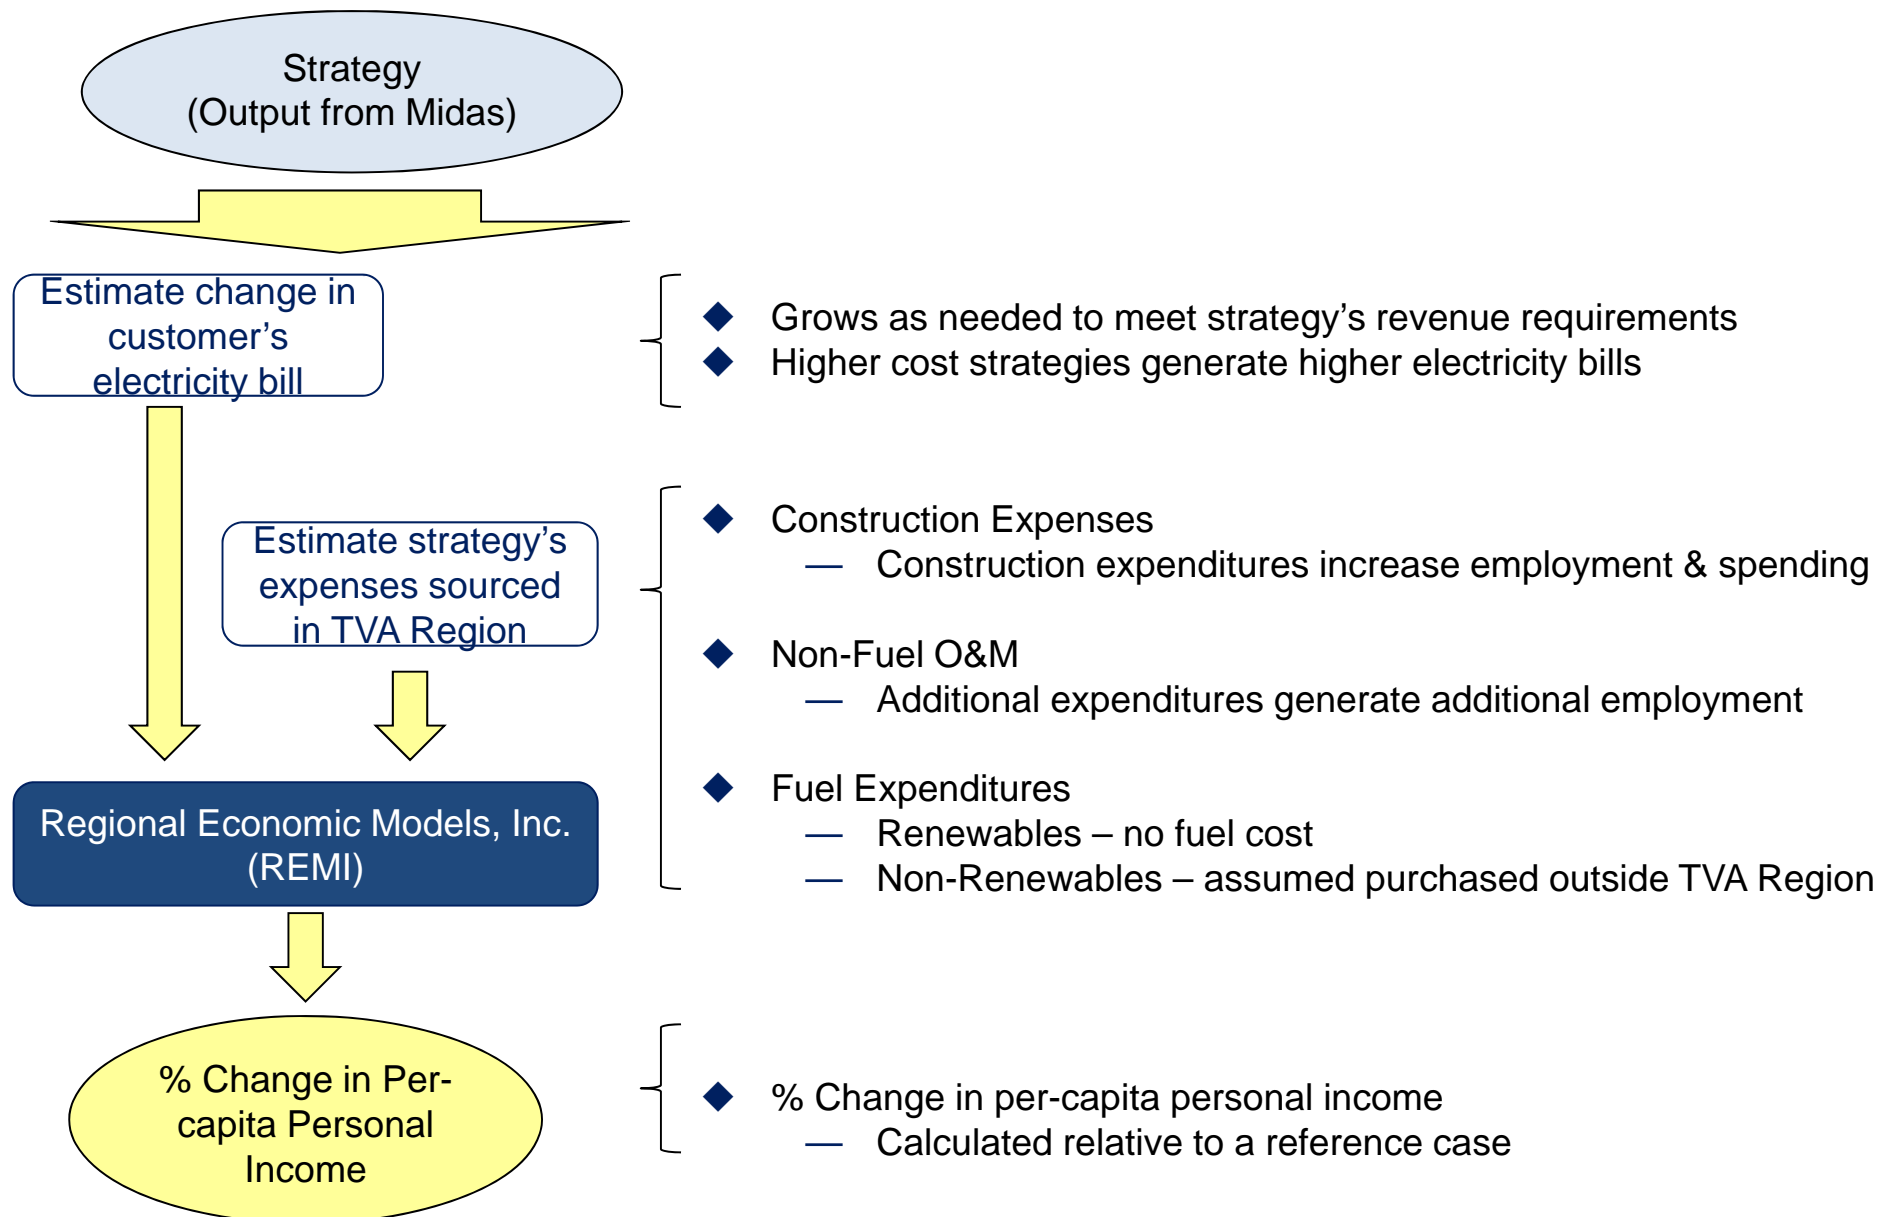 Strategy
(Output from Midas)
Estimate change in
customer’s
electricity bill
◆ Grows as needed to meet strategy’s revenue requirements
◆ Higher cost strategies generate higher electricity bills
Estimate strategy’s
expenses sourced
in TVA Region
◆ Construction Expenses
— Construction expenditures increase employment & spending
◆ Non-Fuel O&M
— Additional expenditures generate additional employment
◆ Fuel Expenditures
— Renewables – no fuel cost
— Non-Renewables – assumed purchased outside TVA Region
Regional Economic Models, Inc.
(REMI)
% Change in Per-
capita Personal
Income
◆ % Change in per-capita personal income
— Calculated relative to a reference case